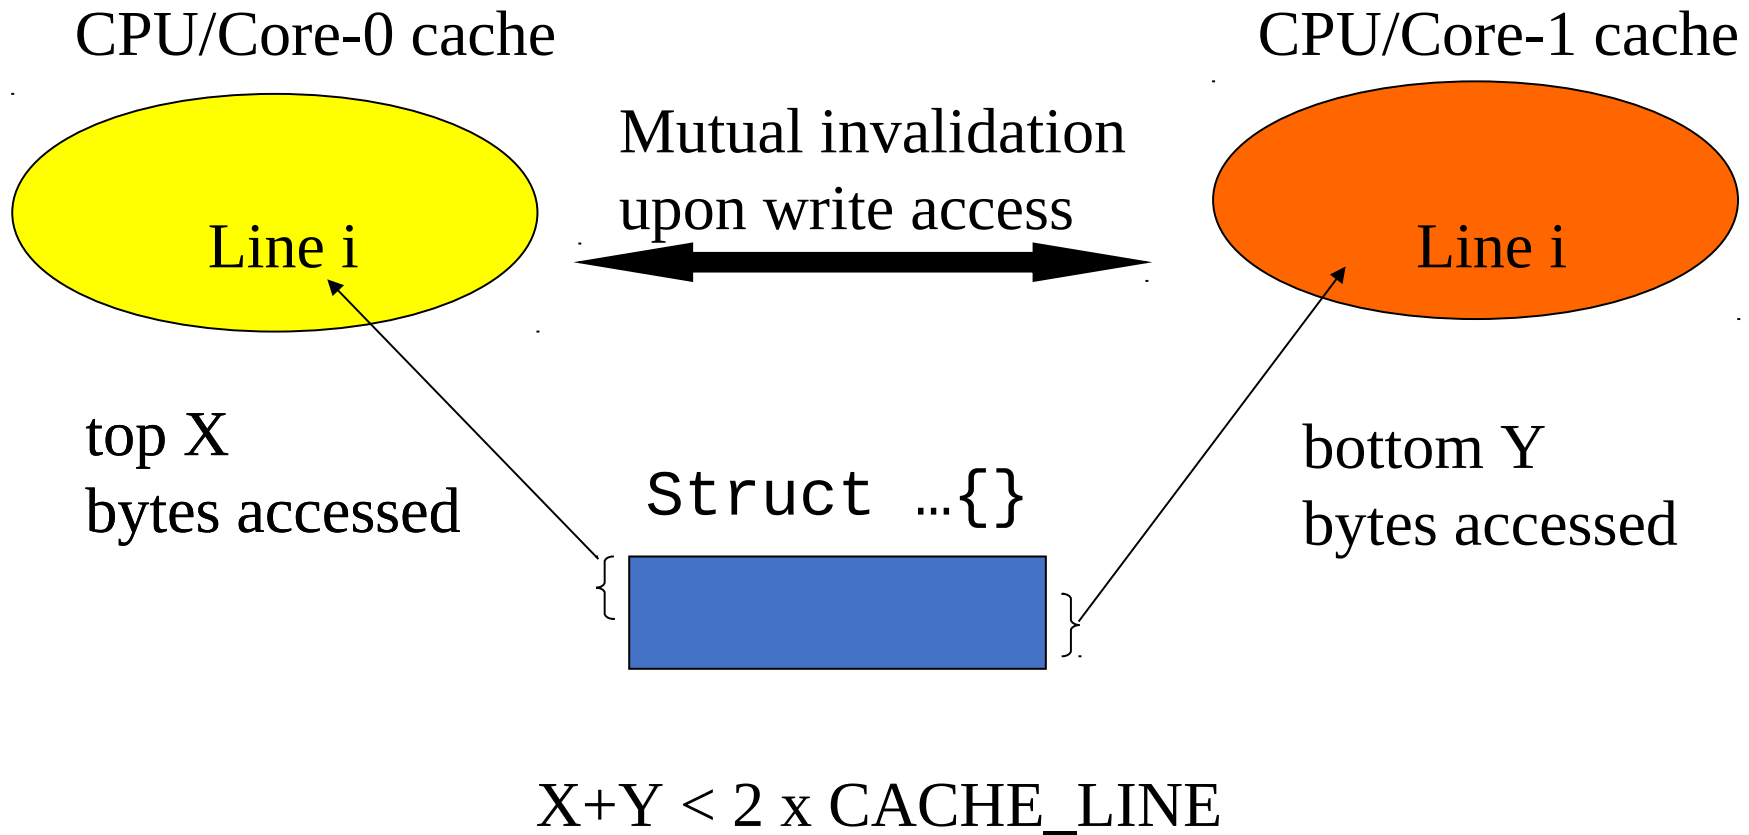 CPU/Core-0 cache
CPU/Core-1 cache
Mutual invalidation
upon write access
Line i
Line i
top X
bytes accessed
bottom Y
bytes accessed
Struct …{}
X+Y < 2 x CACHE_LINE